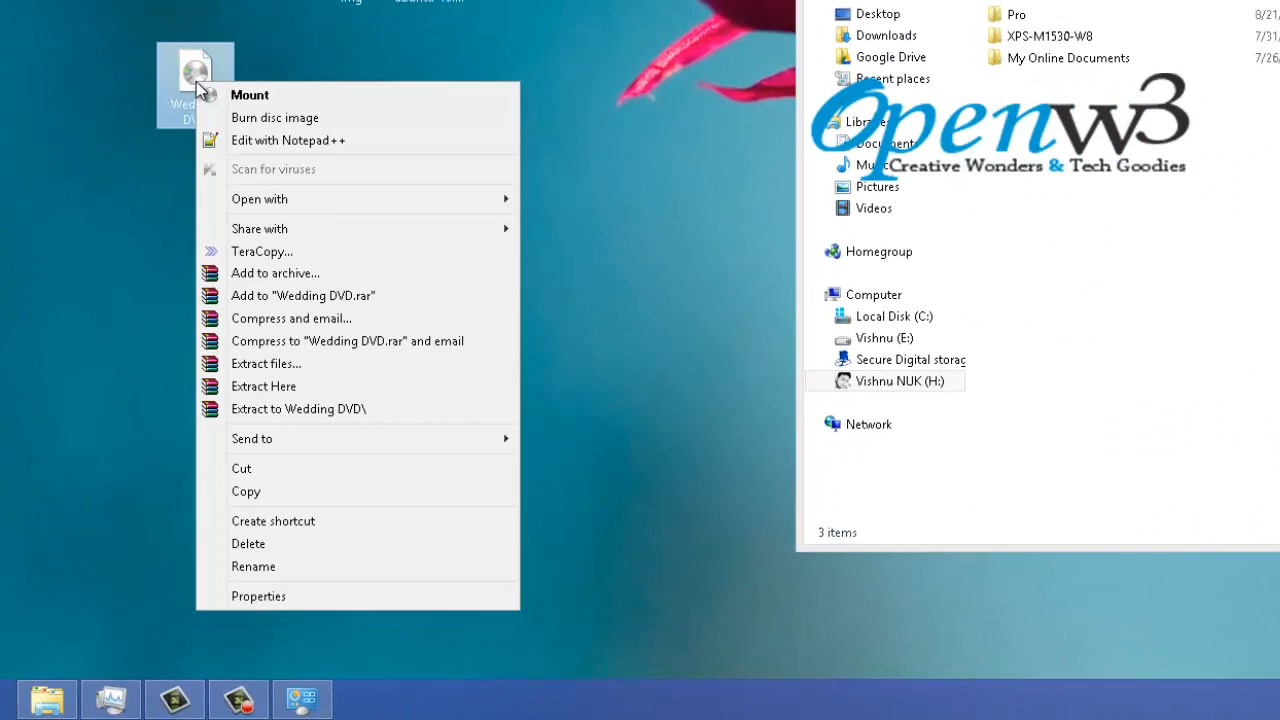 Wed
DV
Mount
Burn disc image
Edit with Notepad++
Scan for viruses
Open with
Share with
TeraCopy...
Add to archive...
Add to "Wedding DVD.rar"
Compress and email...
Compress to "Wedding DVD.rar" and email
Extract files...
Extract Here
Extract to Wedding DVD\
Send to
Cut
Copy
Create shortcut
Delete
Rename
Properties
Desktop
Downloads
Google Drive
Recent places
Documents
Pictures
Videos
Homegroup
Computer
Local Disk (C:)
Vishnu (E:)
Secure Digital storag
Vishnu NUK (H:)
Network
Pro
XPS-M1530-W8
My Online Documents
8/21,
7/31,
7/26,
3 items
Openw3
Creative Wonders & Tech Goodies